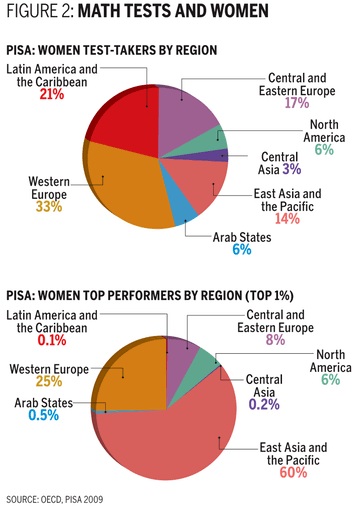 FIGURE 2: MATH TESTS AND WOMEN
PISA: WOMEN TEST-TAKERS BY REGION
Latin America and
the Caribbean
21%
Central and
Eastern Europe
17%
North
America
6%
Central
Asia 3%
Western
Europe
33%
East Asia and
the Pacific
14%
Arab States
6%
PISA: WOMEN TOP PERFORMERS BY REGION (TOP 1%)
Latin America and
the Caribbean
0.1%
Central and
Eastern Europe
8%
North
America
6%
Western Europe
25%
Central
Asia
0.2%
Arab States
0.5%
East Asia and
the Pacific
60%
SOURCE: OECD, PISA 2009